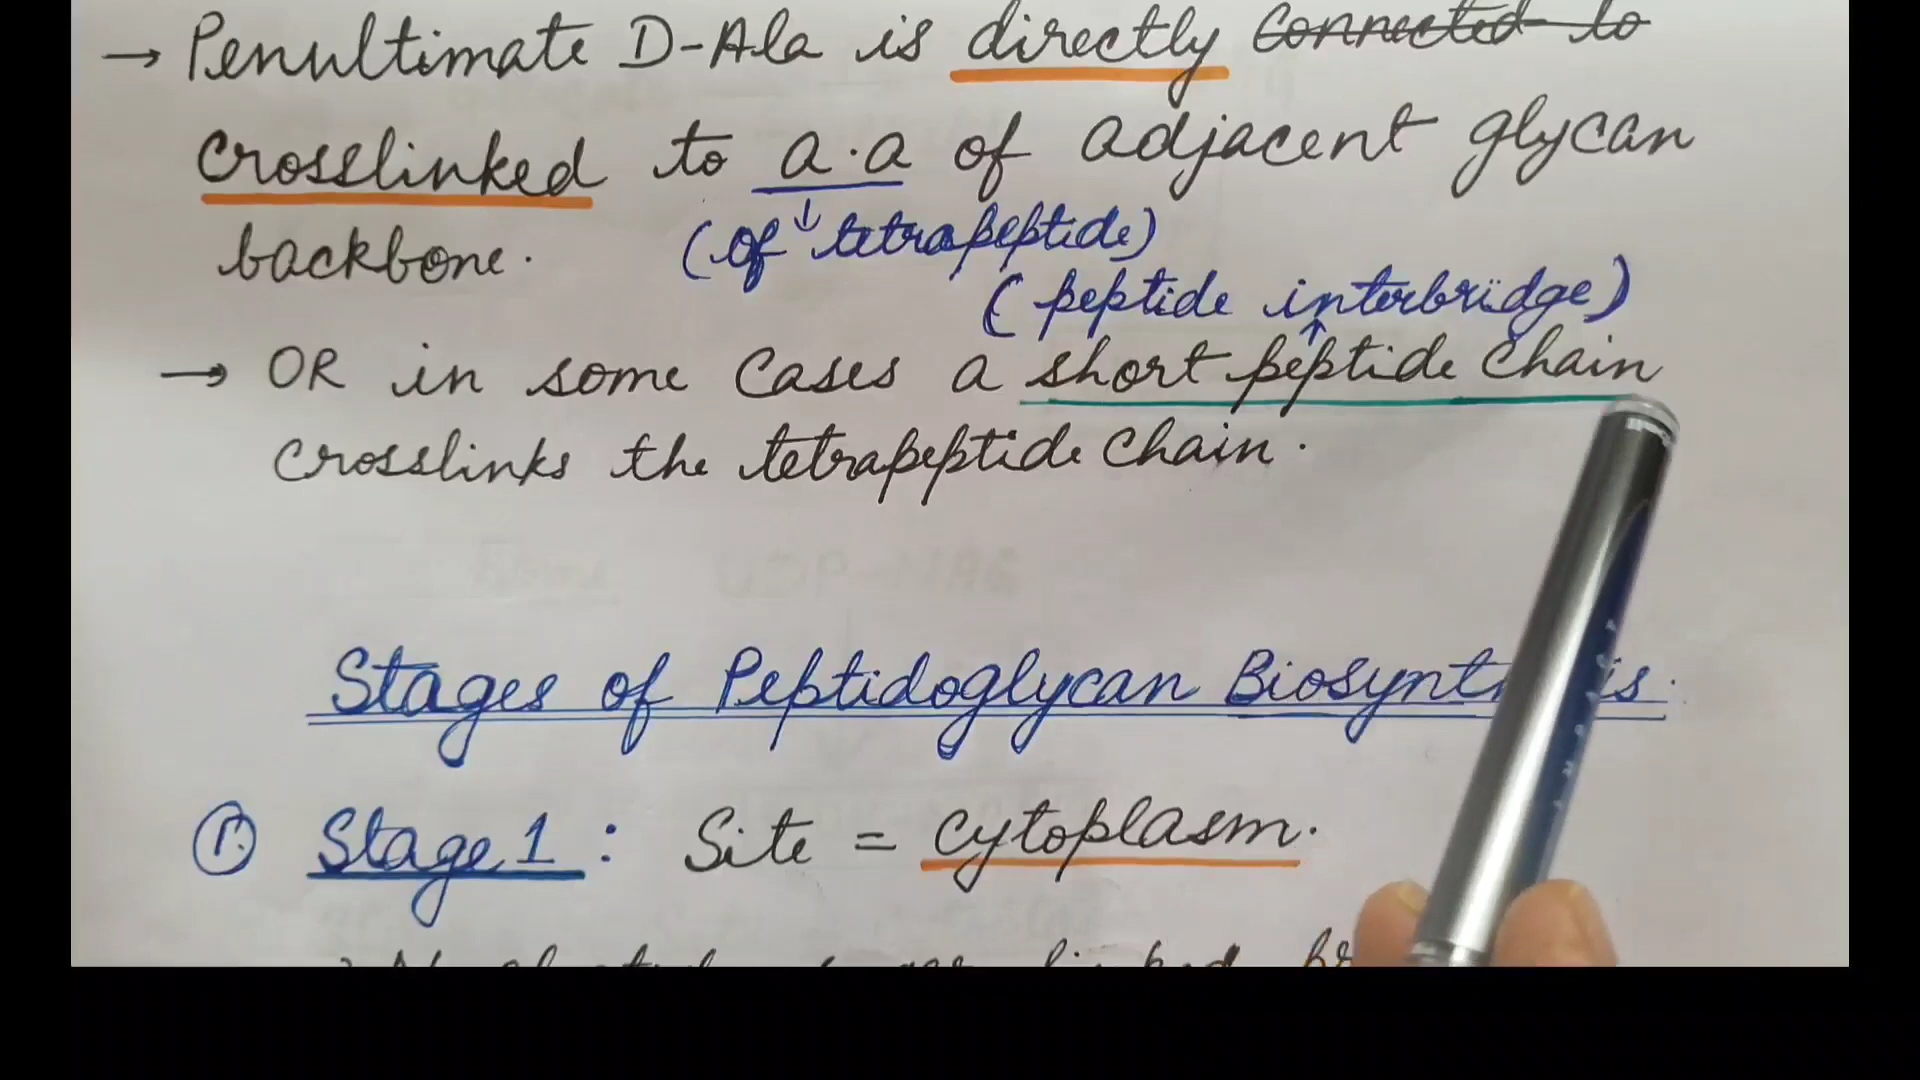 → Penultimate D-Ala is directly connected to
crosslinked to a.a of adjacent glycan
backbone. (of tetrapeptide)
(peptide interbridge)
→ OR in some cases a short peptide chain
crosslinks the tetrapeptide chain.
Stages of Peptidoglycan
1. Stage 1 : Site = cytoplasm.